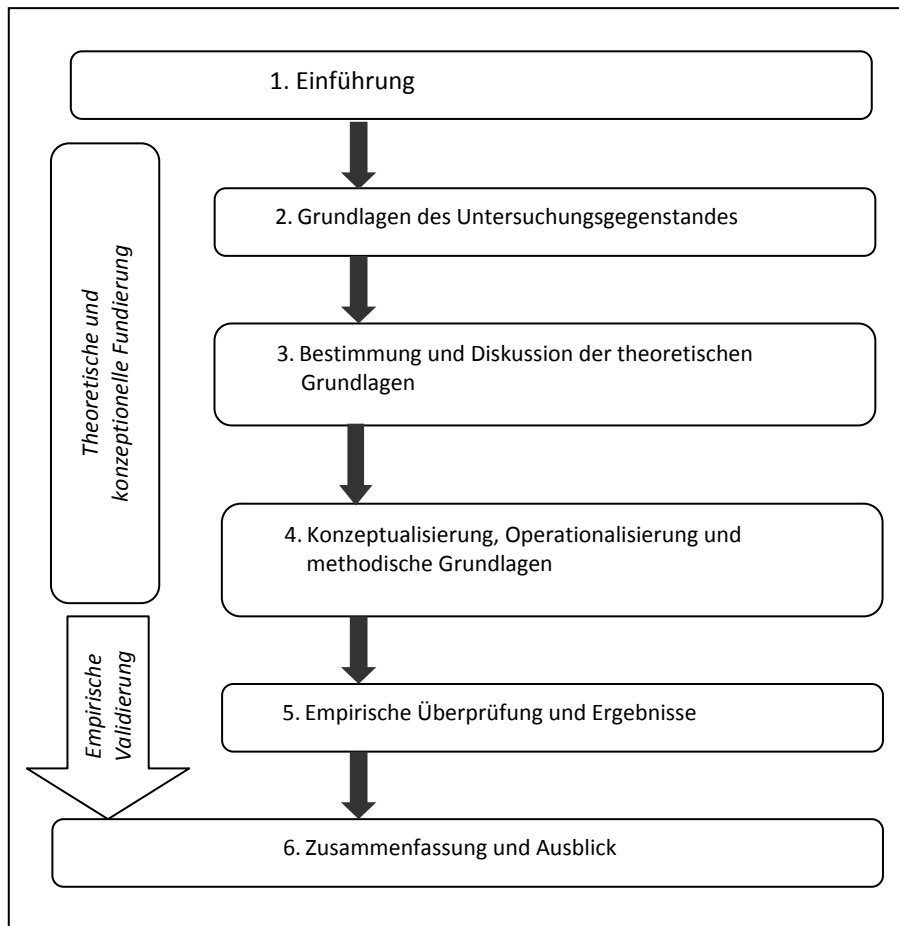 1. Einführung
2. Grundlagen des Untersuchungsgegenstandes
Theoretische und
konzeptionelle Fundierung
3. Bestimmung und Diskussion der theoretischen
Grundlagen
4. Konzeptualisierung, Operationalisierung und
methodische Grundlagen
Empirische
Validierung
5. Empirische Überprüfung und Ergebnisse
6. Zusammenfassung und Ausblick